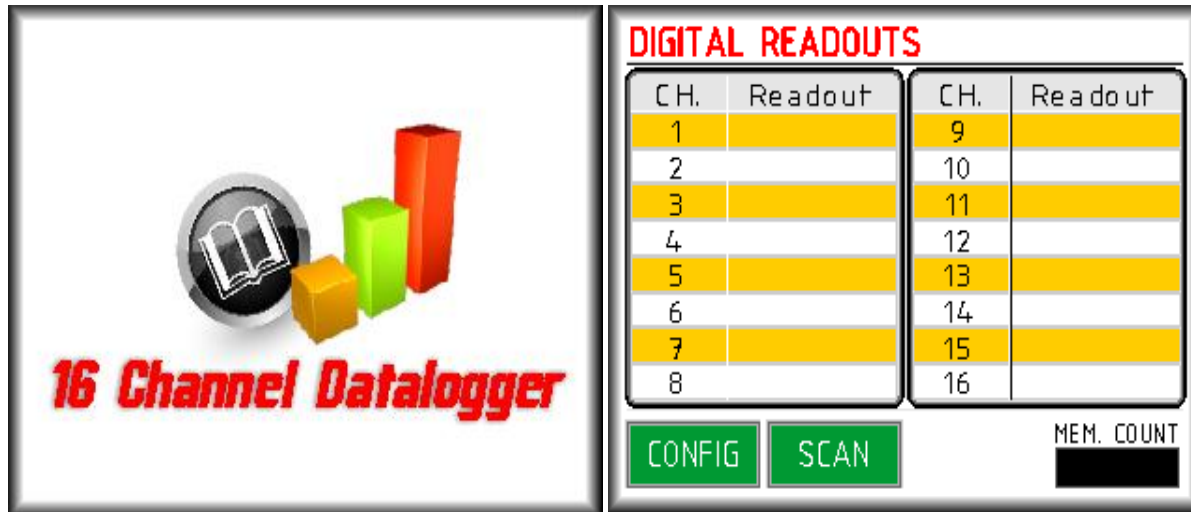 16 Channel Datalogger
DIGITAL READOUTS
CH. Readout CH. Readout
1 9
2 10
3 11
4 12
5 13
6 14
7 15
8 16
CONFIG SCAN MEM. COUNT